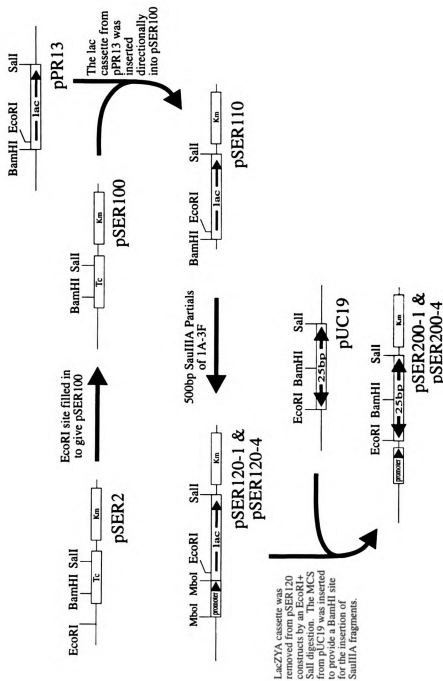 EcoRI
BamHI SalI
Tc
Km
pSER2
EcoRI site filled in
to give pSER100
BamHI SalI
Tc
Km
pSER100
BamHI EcoRI
SalI
lac
pPR13
The lac
cassette from
pPR13 was
inserted
directionally
into pSER100
BamHI
EcoRI
SalI
lac
Km
pSER110
500bp SauIIIA Partials
of 1A-3F
MboI
MboI
EcoRI
SalI
promoter
lac
Km
pSER120-1 &
pSER120-4
LacZYA cassette was
removed from pSER120
constructs by an EcoRI+
SalI digestion. The MCS
from pUC19 was inserted
to provide a BamHI site
for the insertion of
SauIIIA fragments.
EcoRI BamHI
SalI
25bp
pUC19
EcoRI BamHI
SalI
promoter
25bp
Km
pSER200-1 &
pSER200-4